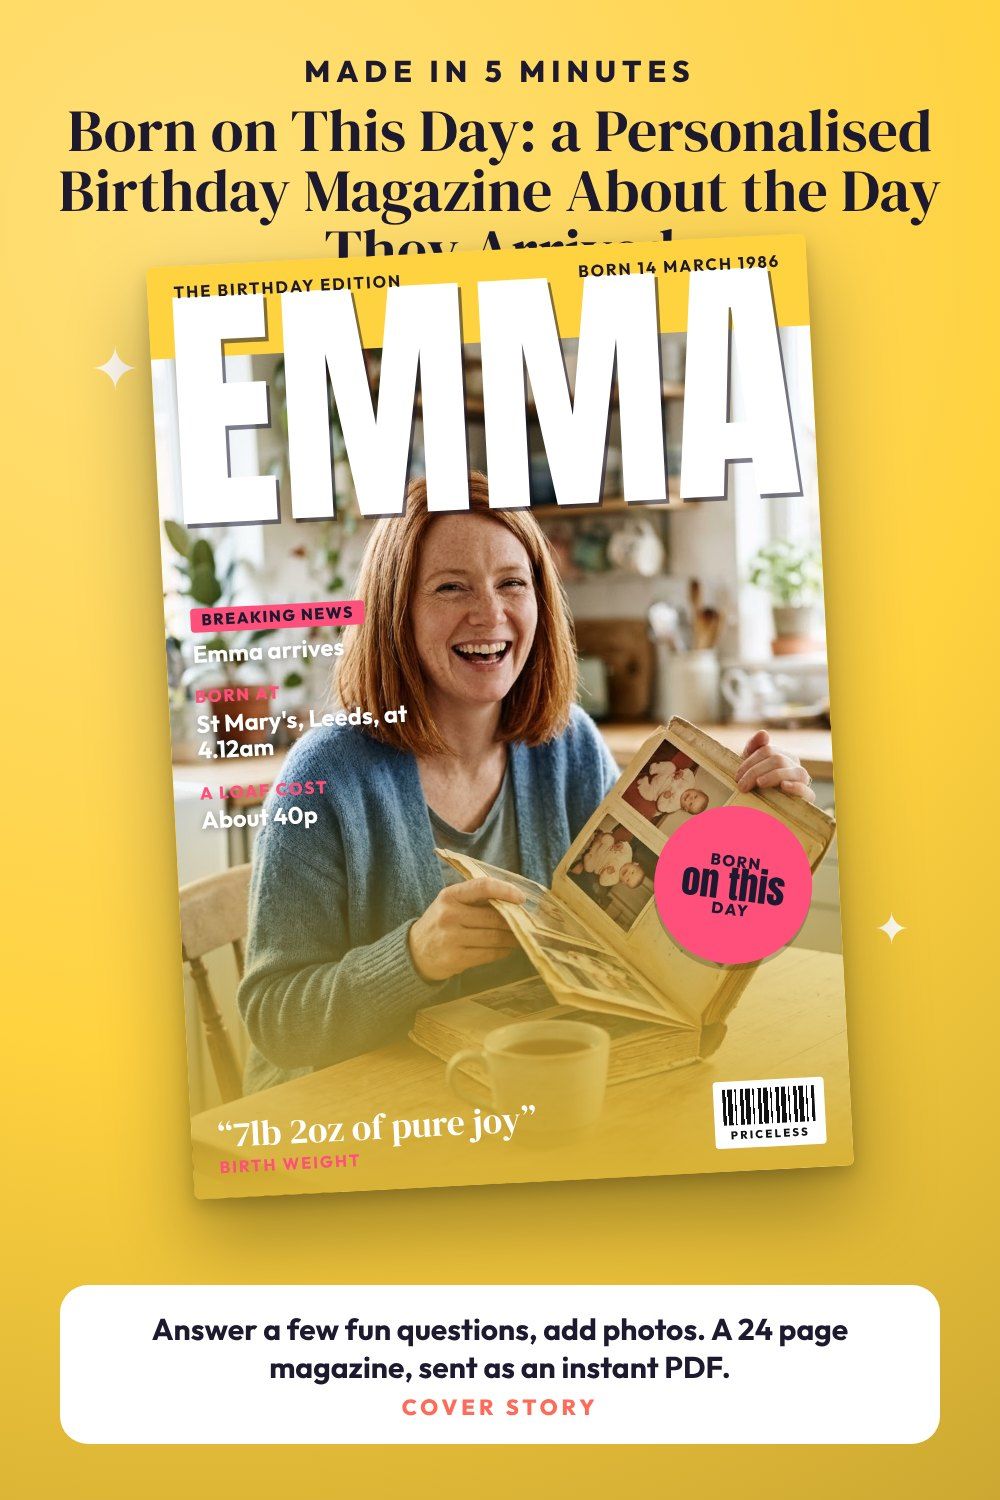 MADE IN 5 MINUTES
Born on This Day: a Personalised
Birthday Magazine About the Day
They Arrived
THE BIRTHDAY EDITION
BORN 14 MARCH 1986
EMMA
BREAKING NEWS
Emma arrives
BORN AT
St Mary's, Leeds, at
4.12am
A LOAF COST
About 40p
BORN
on this
DAY
“7lb 2oz of pure joy”
BIRTH WEIGHT
PRICELESS
Answer a few fun questions, add photos. A 24 page
magazine, sent as an instant PDF.
COVER STORY